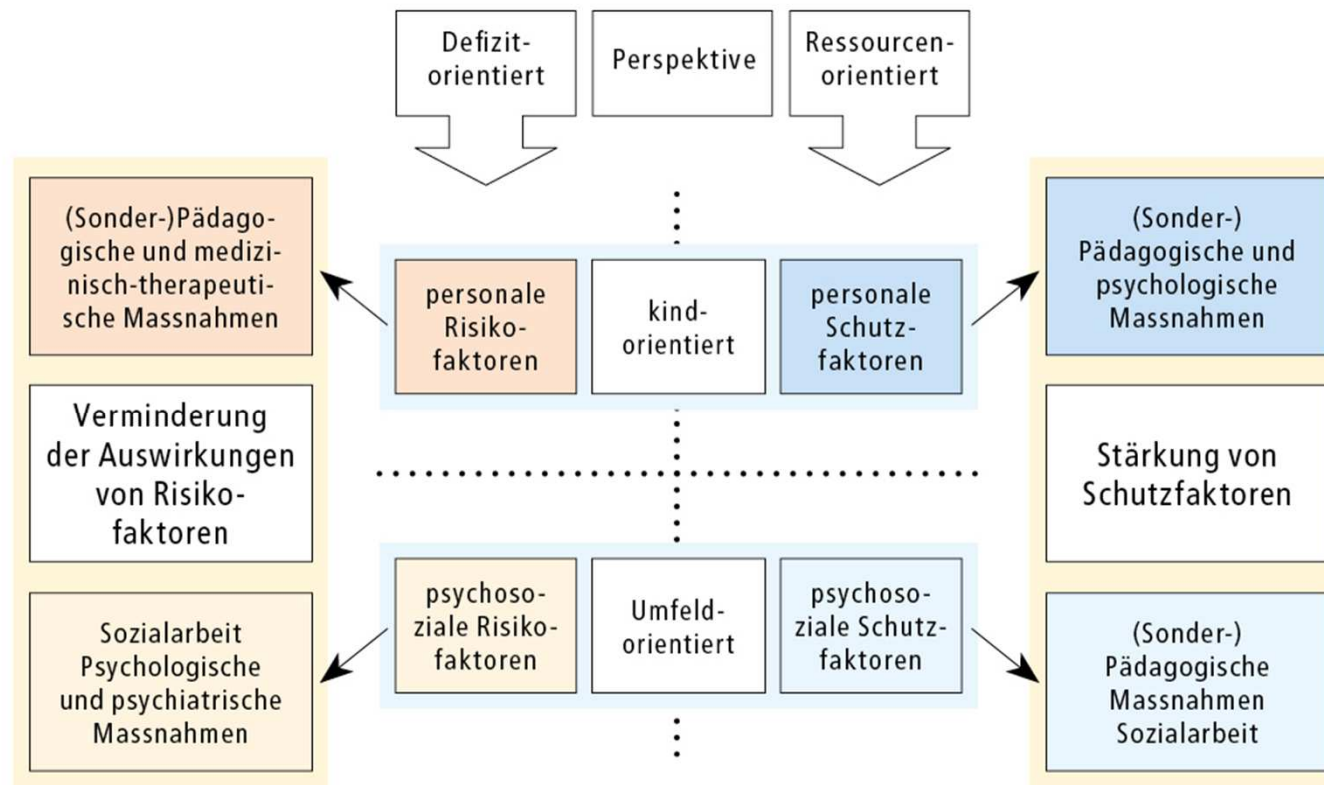 Defizit-
orientiert
Perspektive
Ressourcen-
orientiert
(Sonder-)Pädago-
gische und medizi-
nisch-therapeuti-
sche Massnahmen
personale
Risiko-
faktoren
kind-
orientiert
personale
Schutz-
faktoren
(Sonder-)
Pädagogische und
psychologische
Massnahmen
Verminderung
der Auswirkungen
von Risiko-
faktoren
Stärkung von
Schutzfaktoren
Sozialarbeit
Psychologische
und psychiatrische
Massnahmen
psychoso-
ziale Risiko-
faktoren
Umfeld-
orientiert
psychoso-
ziale Schutz-
faktoren
(Sonder-)
Pädagogische
Massnahmen
Sozialarbeit